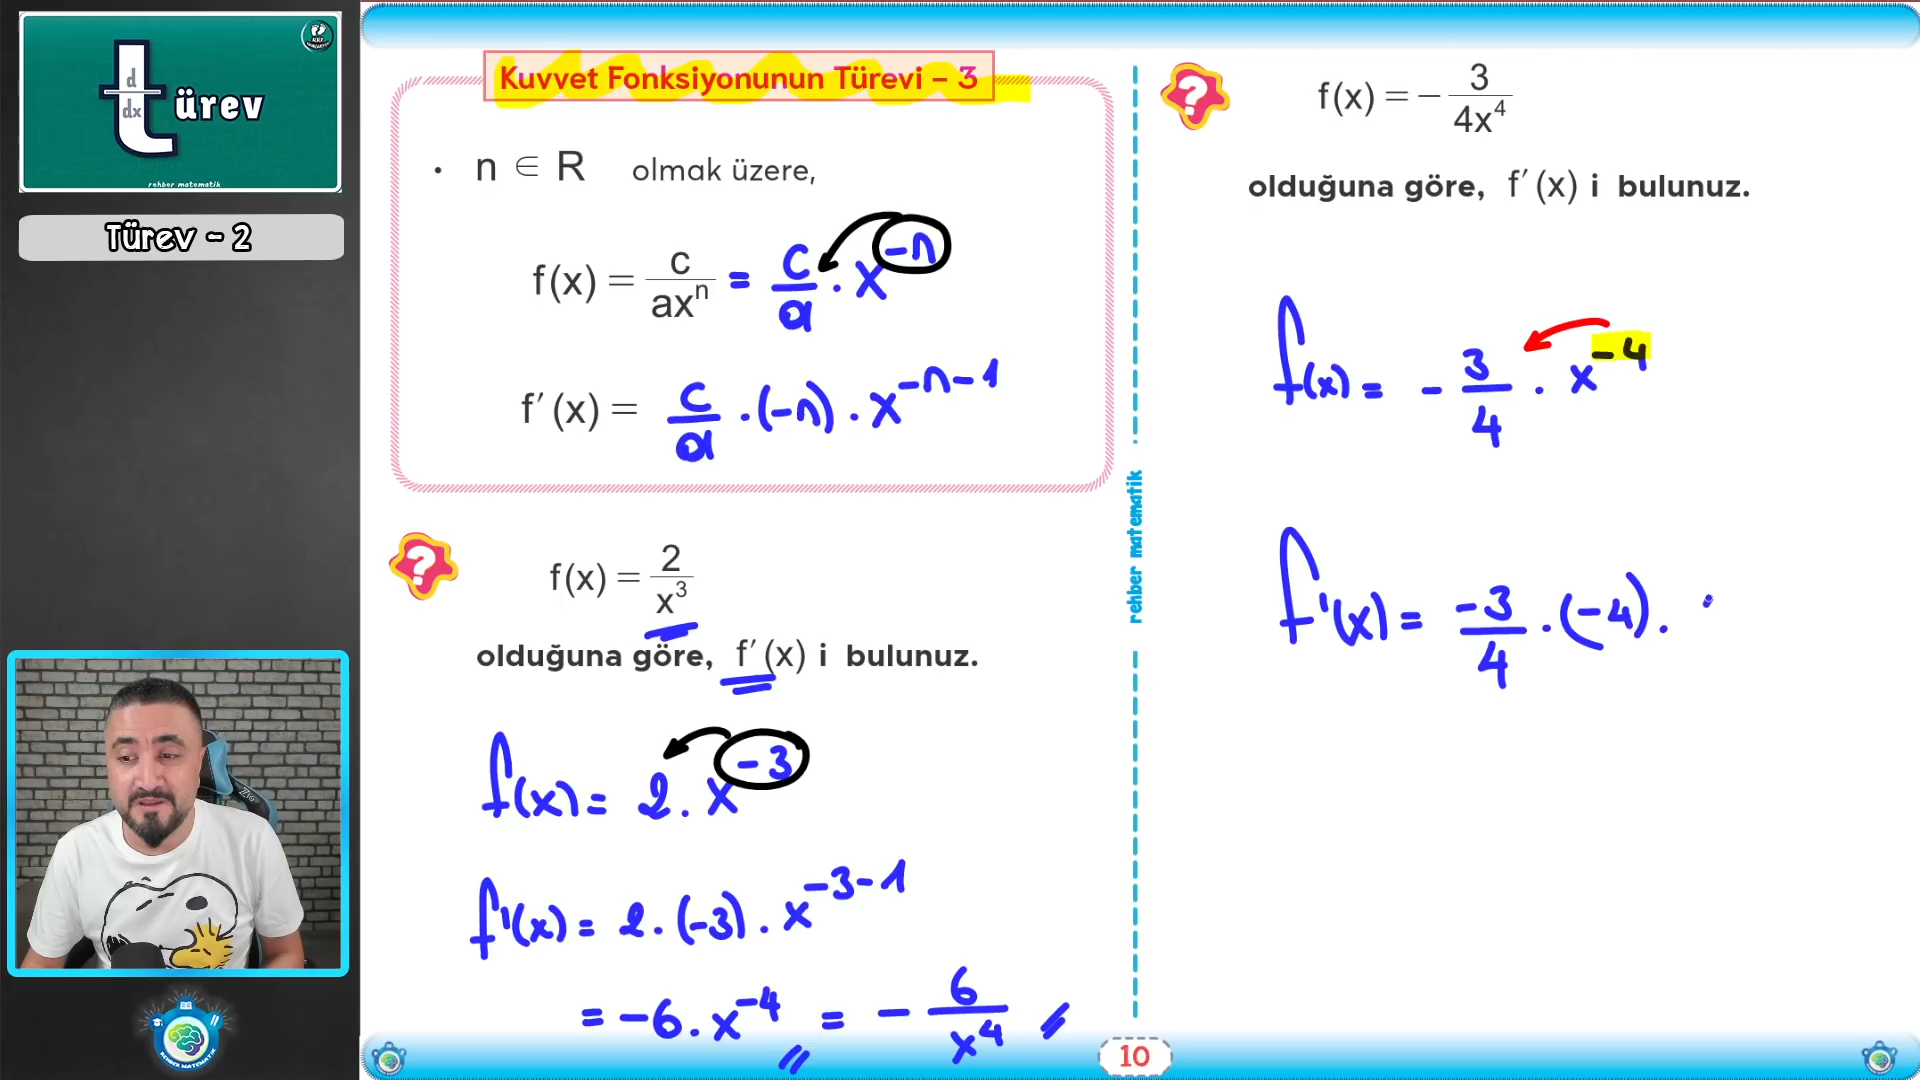 d
dx
türev
rehber matematik
Türev - 2
Kuvvet Fonksiyonunun Türevi – 3
• n ∈ R olmak üzere,
f(x) = c/axⁿ = c/a · x^(-n)
f′(x) = c/a · (-n) · x^(-n-1)
f(x) = 2/x³
olduğuna göre, f′(x) i bulunuz.
f(x) = 2 . x^(-3)
f'(x) = 2 . (-3) . x^(-3-1)
= -6 . x^(-4) = - 6/x⁴
rehber matematik
f(x) = – 3/4x⁴
olduğuna göre, f′(x) i bulunuz.
f(x) = - 3/4 . x^(-4)
f'(x) = -3/4 . (-4) .
REHBER MATEMATİK
10